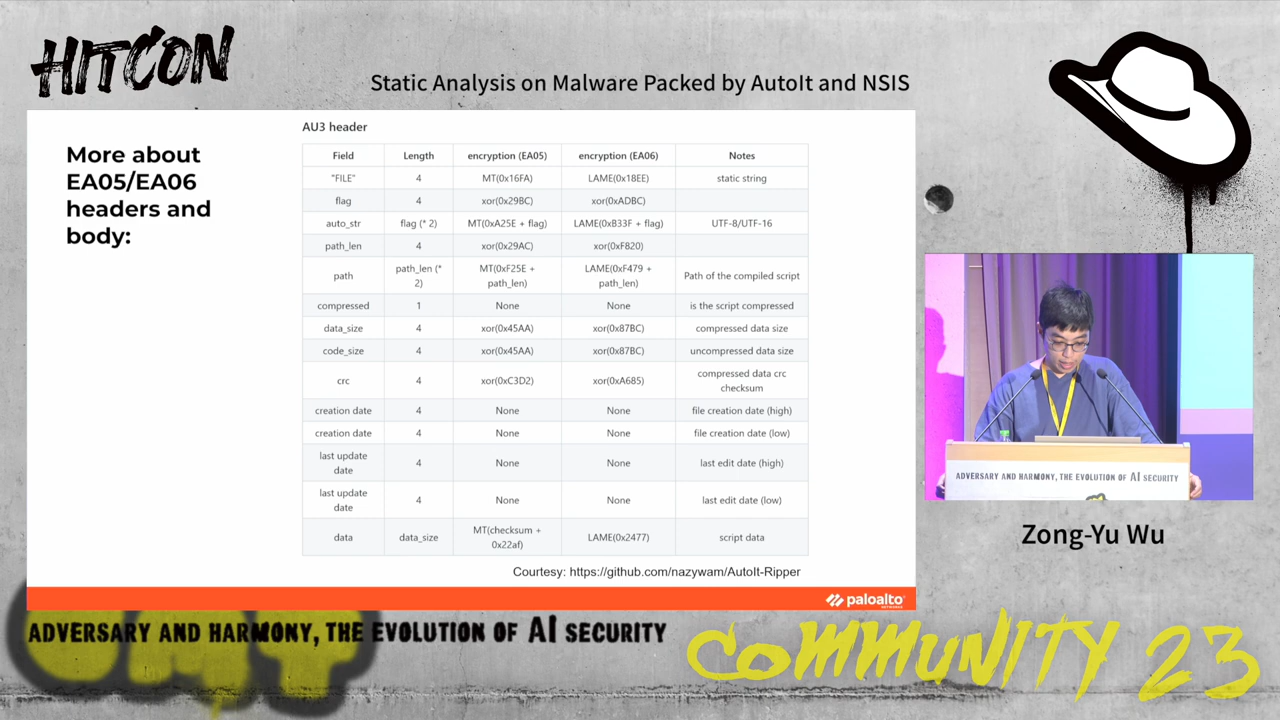 HITCON
Static Analysis on Malware Packed by AutoIt and NSIS
More about
EA05/EA06
headers and
body:
AU3 header
Field Length encryption (EA05) encryption (EA06) Notes
"FILE" 4 MT(0x16FA) LAME(0x18EE) static string
flag 4 xor(0x29BC) xor(0xADBC)
auto_str flag (* 2) MT(0xA25E + flag) LAME(0xB33F + flag) UTF-8/UTF-16
path_len 4 xor(0x29AC) xor(0xF820)
path path_len (* 2) MT(0xF25E + path_len) LAME(0xF479 + path_len) Path of the compiled script
compressed 1 None None is the script compressed
data_size 4 xor(0x45AA) xor(0x87BC) compressed data size
code_size 4 xor(0x45AA) xor(0x87BC) uncompressed data size
crc 4 xor(0xC3D2) xor(0xA685) compressed data crc checksum
creation date 4 None None file creation date (high)
creation date 4 None None file creation date (low)
last update date 4 None None last edit date (high)
last update date 4 None None last edit date (low)
data data_size MT(checksum + 0x22af) LAME(0x2477) script data
Courtesy: https://github.com/nazywam/AutoIt-Ripper
paloalto
NETWORKS
ADVERSARY AND HARMONY, THE EVOLUTION OF AI SECURITY
Zong-Yu Wu
ADVERSARY AND HARMONY, THE EVOLUTION OF AI SECURITY
COMMUNITY 23